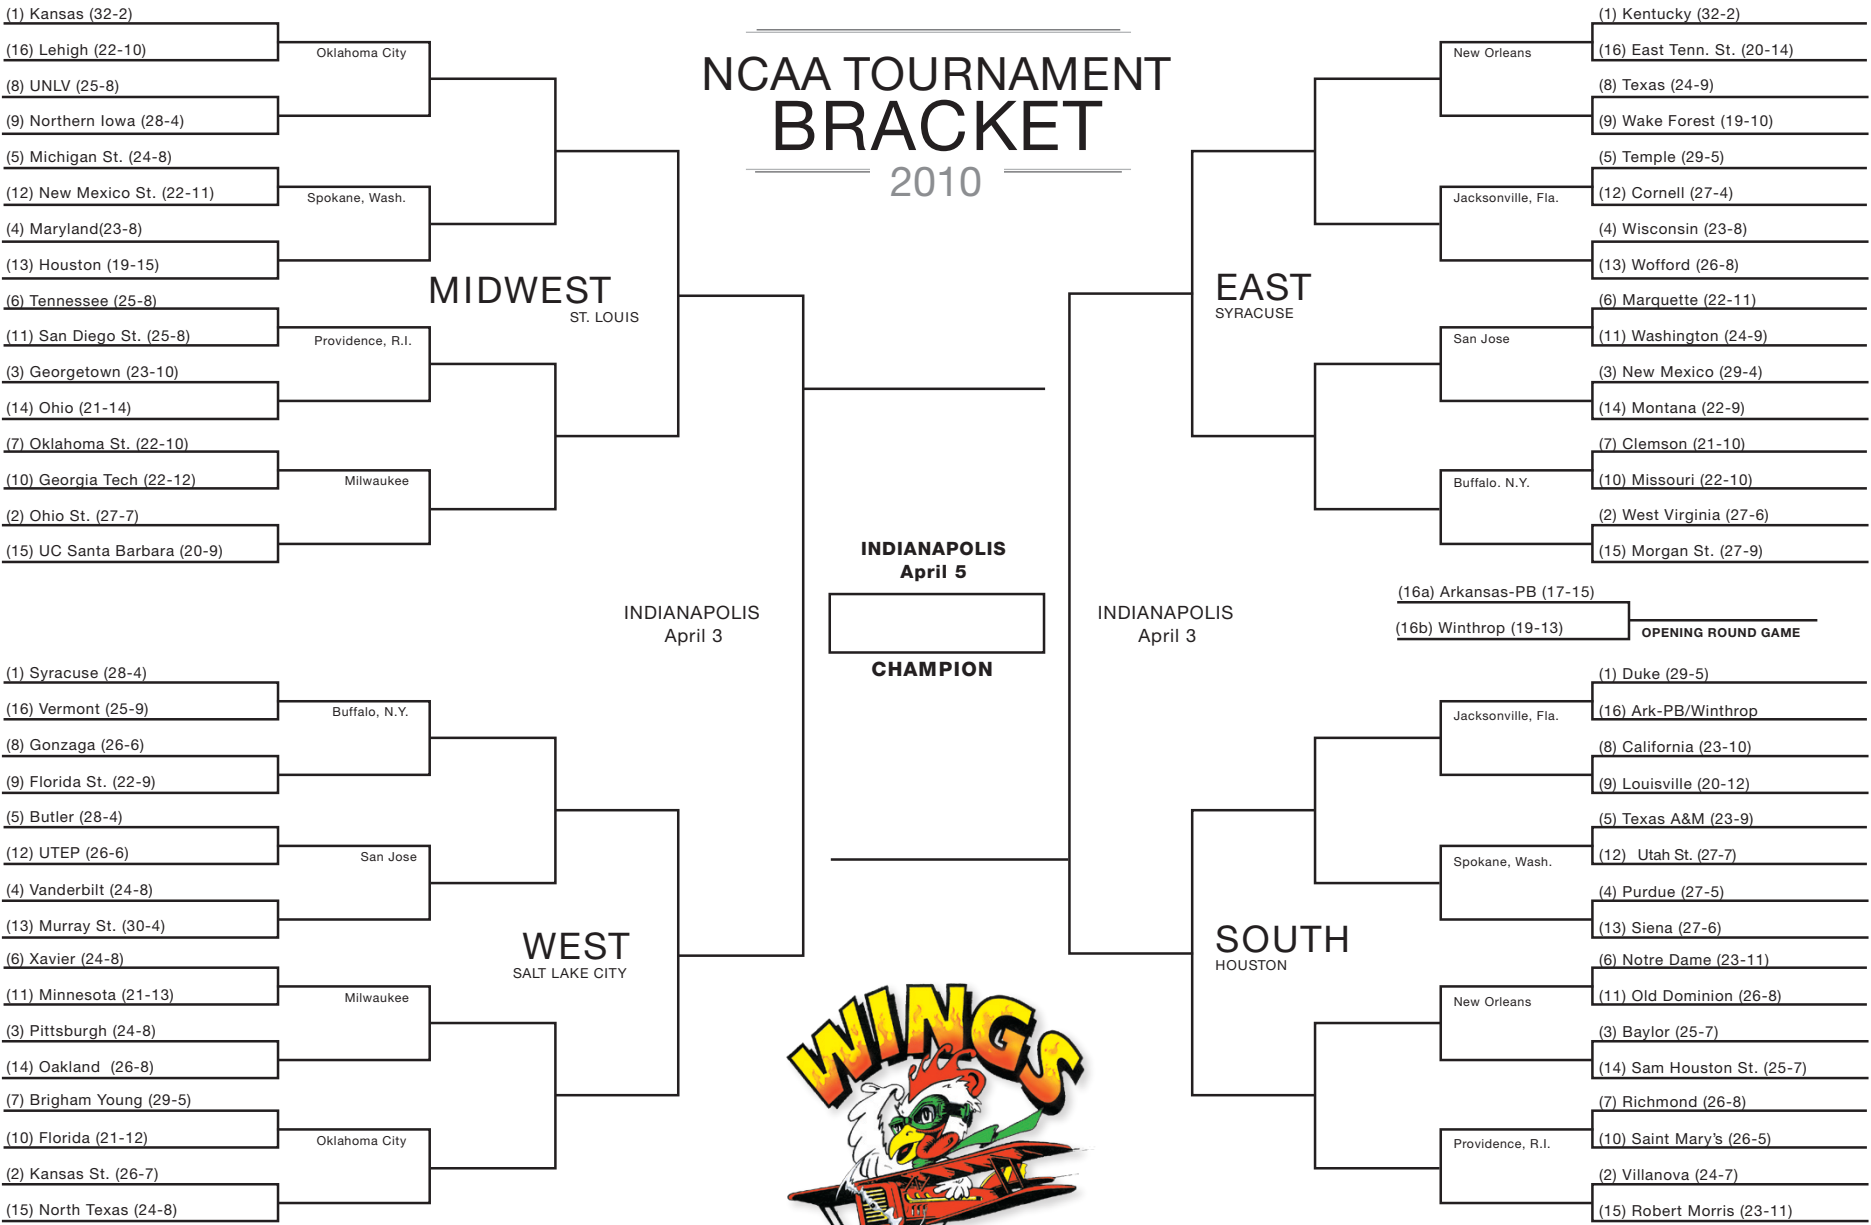 NCAA TOURNAMENT
BRACKET
2010
(1) Kansas (32-2)
(16) Lehigh (22-10)
Oklahoma City
(8) UNLV (25-8)
(9) Northern Iowa (28-4)
(5) Michigan St. (24-8)
(12) New Mexico St. (22-11)
Spokane, Wash.
(4) Maryland(23-8)
(13) Houston (19-15)
MIDWEST
ST. LOUIS
(6) Tennessee (25-8)
(11) San Diego St. (25-8)
Providence, R.I.
(3) Georgetown (23-10)
(14) Ohio (21-14)
(7) Oklahoma St. (22-10)
(10) Georgia Tech (22-12)
Milwaukee
(2) Ohio St. (27-7)
(15) UC Santa Barbara (20-9)
(1) Kentucky (32-2)
New Orleans
(16) East Tenn. St. (20-14)
(8) Texas (24-9)
(9) Wake Forest (19-10)
(5) Temple (29-5)
Jacksonville, Fla.
(12) Cornell (27-4)
(4) Wisconsin (23-8)
(13) Wofford (26-8)
EAST
SYRACUSE
(6) Marquette (22-11)
San Jose
(11) Washington (24-9)
(3) New Mexico (29-4)
(14) Montana (22-9)
(7) Clemson (21-10)
Buffalo. N.Y.
(10) Missouri (22-10)
(2) West Virginia (27-6)
(15) Morgan St. (27-9)
INDIANAPOLIS
April 5
CHAMPION
INDIANAPOLIS
April 3
INDIANAPOLIS
April 3
(16a) Arkansas-PB (17-15)
(16b) Winthrop (19-13)
OPENING ROUND GAME
(1) Syracuse (28-4)
(16) Vermont (25-9)
Buffalo, N.Y.
(8) Gonzaga (26-6)
(9) Florida St. (22-9)
(5) Butler (28-4)
(12) UTEP (26-6)
San Jose
(4) Vanderbilt (24-8)
(13) Murray St. (30-4)
WEST
SALT LAKE CITY
(6) Xavier (24-8)
(11) Minnesota (21-13)
Milwaukee
(3) Pittsburgh (24-8)
(14) Oakland (26-8)
(7) Brigham Young (29-5)
(10) Florida (21-12)
Oklahoma City
(2) Kansas St. (26-7)
(15) North Texas (24-8)
(1) Duke (29-5)
Jacksonville, Fla.
(16) Ark-PB/Winthrop
(8) California (23-10)
(9) Louisville (20-12)
(5) Texas A&M (23-9)
Spokane, Wash.
(12) Utah St. (27-7)
(4) Purdue (27-5)
(13) Siena (27-6)
SOUTH
HOUSTON
(6) Notre Dame (23-11)
New Orleans
(11) Old Dominion (26-8)
(3) Baylor (25-7)
(14) Sam Houston St. (25-7)
(7) Richmond (26-8)
Providence, R.I.
(10) Saint Mary's (26-5)
(2) Villanova (24-7)
(15) Robert Morris (23-11)
WINGS